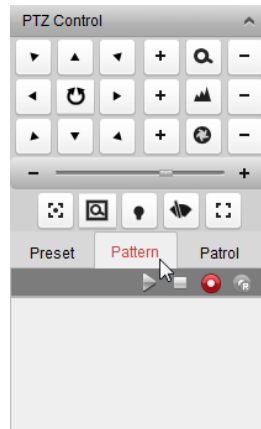 PTZ Control
+ −
+ −
+ −
− +
Preset Pattern Patrol
R